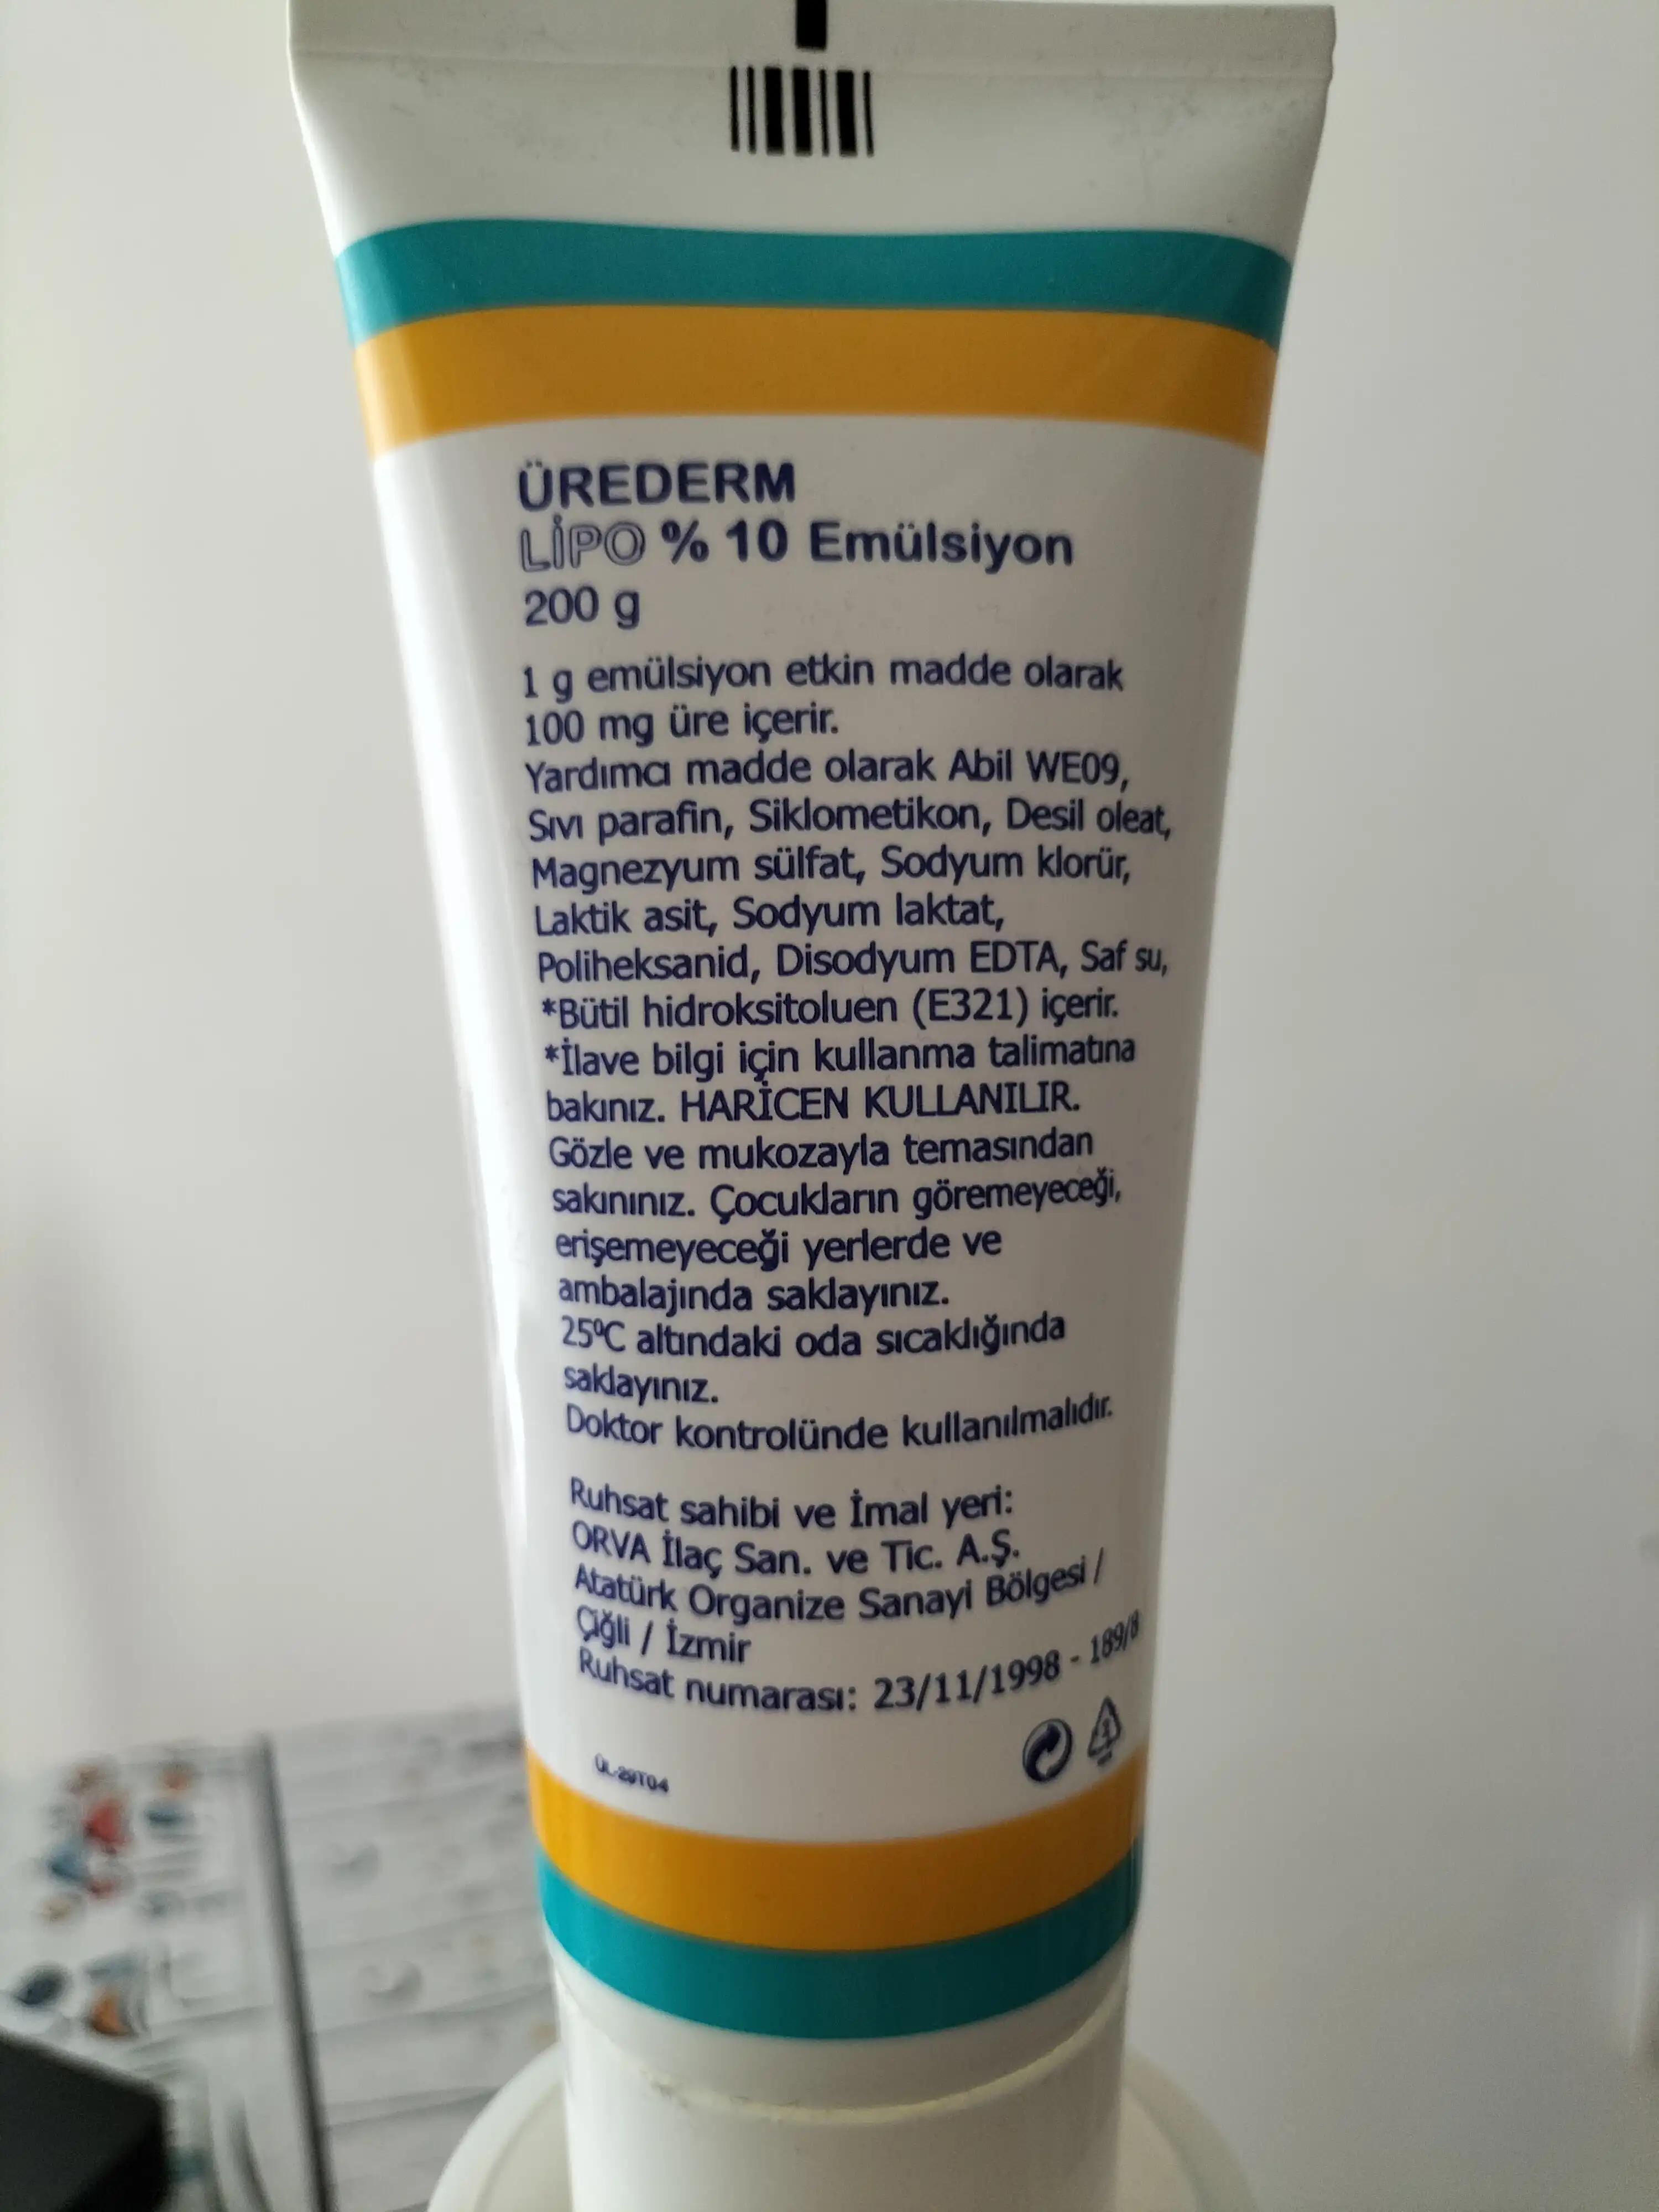 ÜREDERM
LİPO % 10 Emülsiyon
200 g
1 g emülsiyon etkin madde olarak
100 mg üre içerir.
Yardımcı madde olarak Abil WE09,
Sıvı parafin, Siklometikon, Desil oleat,
Magnezyum sülfat, Sodyum klorür,
Laktik asit, Sodyum laktat,
Poliheksanid, Disodyum EDTA, Saf su,
*Bütil hidroksitoluen (E321) içerir.
*İlave bilgi için kullanma talimatına
bakınız. HARİCEN KULLANILIR.
Gözle ve mukozayla temasından
sakınınız. Çocukların göremeyeceği,
erişemeyeceği yerlerde ve
ambalajında saklayınız.
25ºC altındaki oda sıcaklığında
saklayınız.
Doktor kontrolünde kullanılmalıdır.
Ruhsat sahibi ve İmal yeri:
ORVA İlaç San. ve Tic. A.Ş.
Atatürk Organize Sanayi Bölgesi /
Çiğli / İzmir
Ruhsat numarası: 23/11/1998 - 189/8
ÜL-29T04